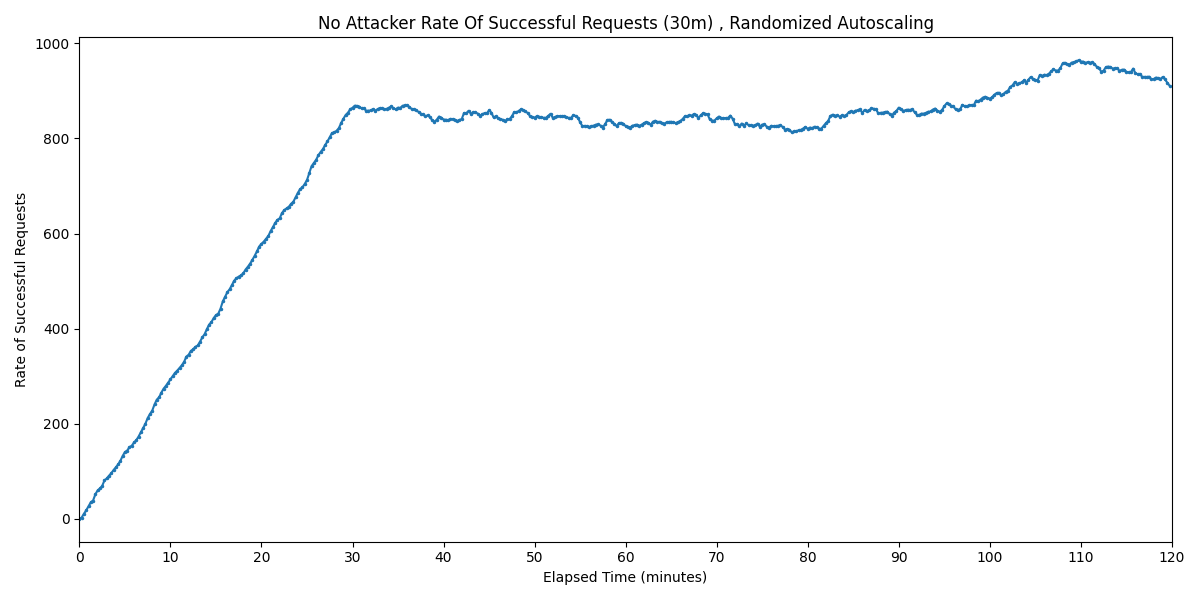 No Attacker Rate Of Successful Requests (30m) , Randomized Autoscaling
1000
800
600
400
200
0
Rate of Successful Requests
0 10 20 30 40 50 60 70 80 90 100 110 120
Elapsed Time (minutes)